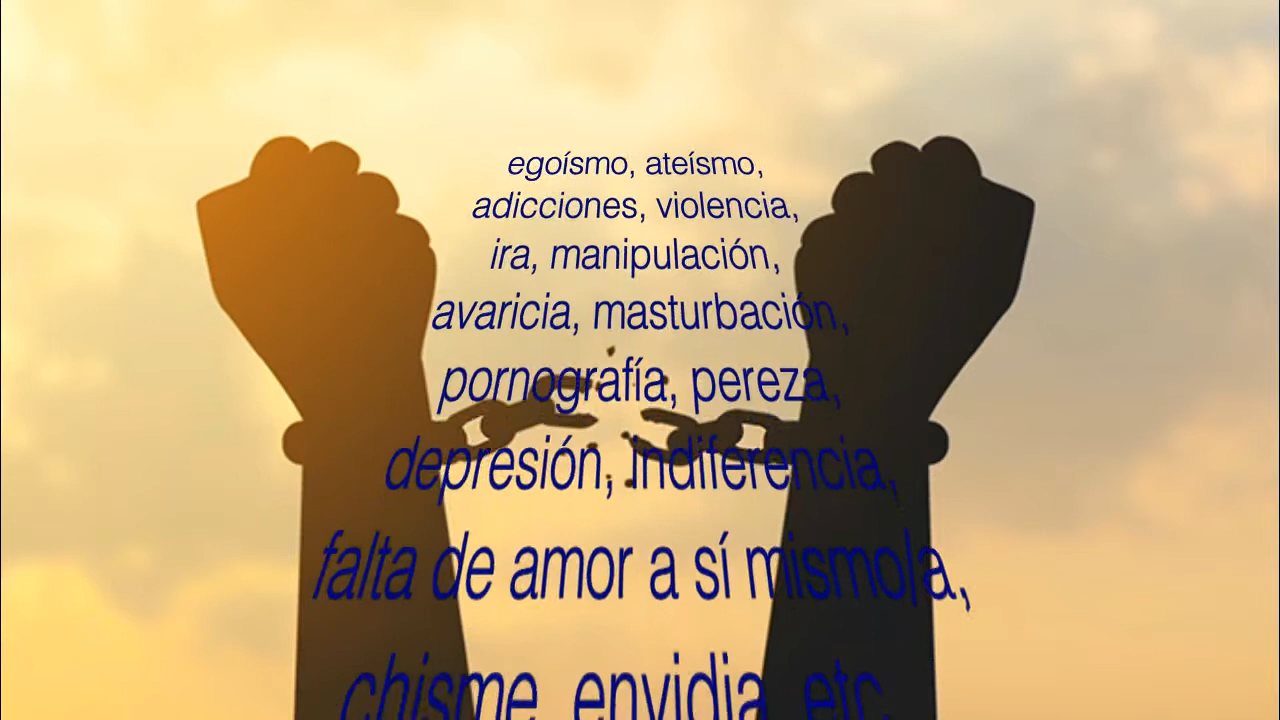 egoísmo, ateísmo,
adicciones, violencia,
ira, manipulación,
avaricia, masturbación,
pornografía, pereza,
depresión, indiferencia,
falta de amor a sí mismo/a,
chisme, envidia, etc